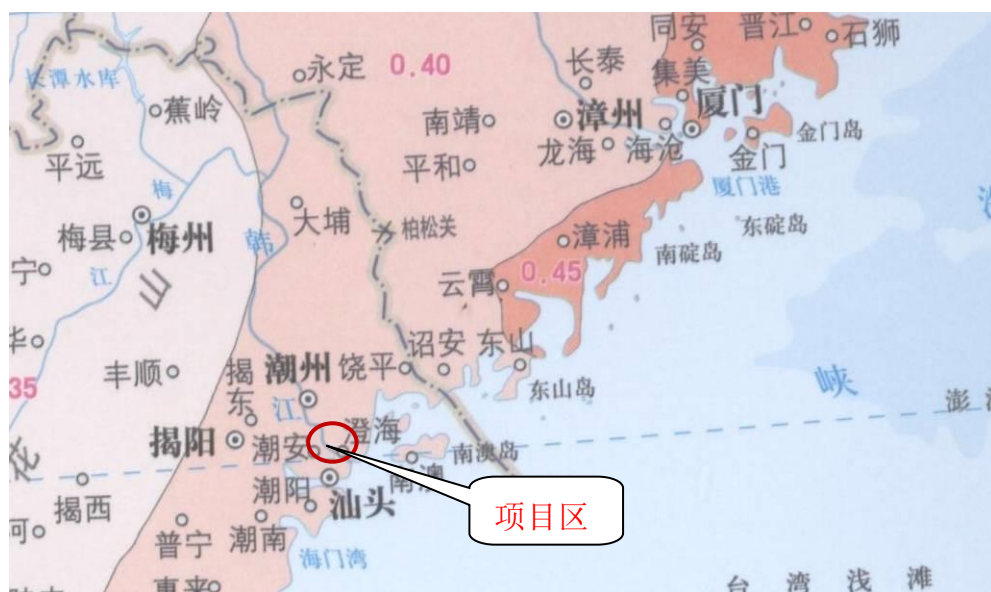 同安
晋江
石狮
长泰
集美
永定
0.40
长潭水库
蕉岭
南靖
漳州
厦门
金门岛
平远
平和
龙海
海沧
金门
厦门港
梅
大埔
柏松关
东碇岛
梅县
梅州
韩
漳浦
南碇岛
江
云霄
0.45
山
诏安
东山
丰顺
揭
东
潮州
饶平
东山岛
峡
35
江
澎
揭阳
潮安
澄海
南澳岛
花
南澳
揭西
潮阳
汕头
项目区
普宁
潮南
海门湾
惠来
台湾浅滩